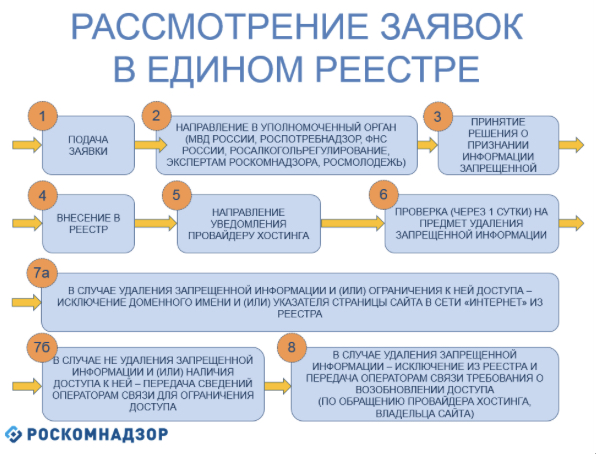 РАССМОТРЕНИЕ ЗАЯВОК
В ЕДИНОМ РЕЕСТРЕ
1
ПОДАЧА
ЗАЯВКИ
2
НАПРАВЛЕНИЕ В УПОЛНОМОЧЕННЫЙ ОРГАН
(МВД РОССИИ, РОСПОТРЕБНАДЗОР, ФНС
РОССИИ, РОСАЛКОГОЛЬРЕГУЛИРОВАНИЕ,
ЭКСПЕРТАМ РОСКОМНАДЗОРА, РОСМОЛОДЕЖЬ)
3
ПРИНЯТИЕ
РЕШЕНИЯ О
ПРИЗНАНИИ
ИНФОРМАЦИИ
ЗАПРЕЩЕННОЙ
4
ВНЕСЕНИЕ В
РЕЕСТР
5
НАПРАВЛЕНИЕ
УВЕДОМЛЕНИЯ
ПРОВАЙДЕРУ ХОСТИНГА
6
ПРОВЕРКА (ЧЕРЕЗ 1 СУТКИ) НА
ПРЕДМЕТ УДАЛЕНИЯ
ЗАПРЕЩЕННОЙ ИНФОРМАЦИИ
7а
В СЛУЧАЕ УДАЛЕНИЯ ЗАПРЕЩЕННОЙ ИНФОРМАЦИИ И (ИЛИ) ОГРАНИЧЕНИЯ К НЕЙ ДОСТУПА –
ИСКЛЮЧЕНИЕ ДОМЕННОГО ИМЕНИ И (ИЛИ) УКАЗАТЕЛЯ СТРАНИЦЫ САЙТА В СЕТИ «ИНТЕРНЕТ» ИЗ
РЕЕСТРА
7б
В СЛУЧАЕ НЕ УДАЛЕНИЯ ЗАПРЕЩЕННОЙ
ИНФОРМАЦИИ И (ИЛИ) НАЛИЧИЯ
ДОСТУПА К НЕЙ – ПЕРЕДАЧА СВЕДЕНИЙ
ОПЕРАТОРАМ СВЯЗИ ДЛЯ ОГРАНИЧЕНИЯ
ДОСТУПА
8
В СЛУЧАЕ УДАЛЕНИЯ ЗАПРЕЩЕННОЙ
ИНФОРМАЦИИ – ИСКЛЮЧЕНИЕ ИЗ РЕЕСТРА И
ПЕРЕДАЧА ОПЕРАТОРАМ СВЯЗИ ТРЕБОВАНИЯ О
ВОЗОБНОВЛЕНИИ ДОСТУПА
(ПО ОБРАЩЕНИЮ ПРОВАЙДЕРА ХОСТИНГА,
ВЛАДЕЛЬЦА САЙТА)
РОСКОМНАДЗОР